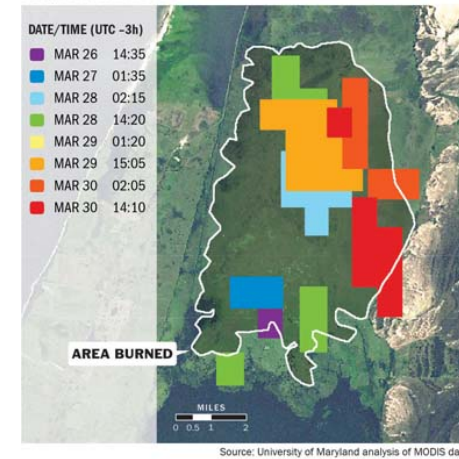 DATE/TIME (UTC –3h)
MAR 26 14:35
MAR 27 01:35
MAR 28 02:15
MAR 28 14:20
MAR 29 01:20
MAR 29 15:05
MAR 30 02:05
MAR 30 14:10
AREA BURNED
MILES
0 0.5 1 2
Source: University of Maryland analysis of MODIS da